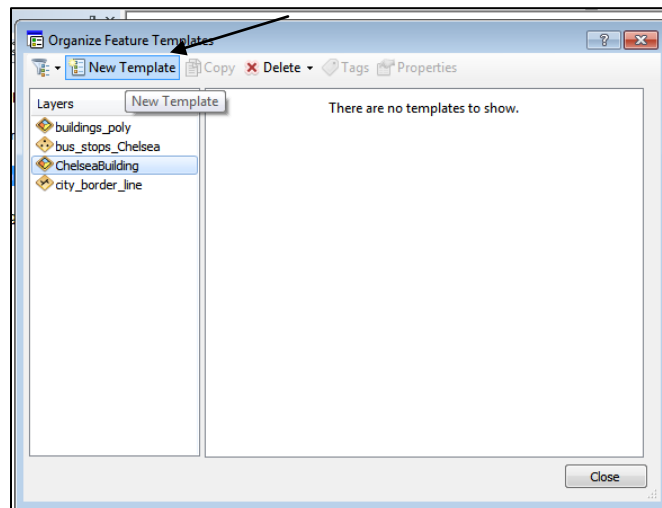 Organize Feature Templates
New Template Copy Delete Tags Properties
Layers
New Template
There are no templates to show.
buildings_poly
bus_stops_Chelsea
ChelseaBuilding
city_border_line
Close